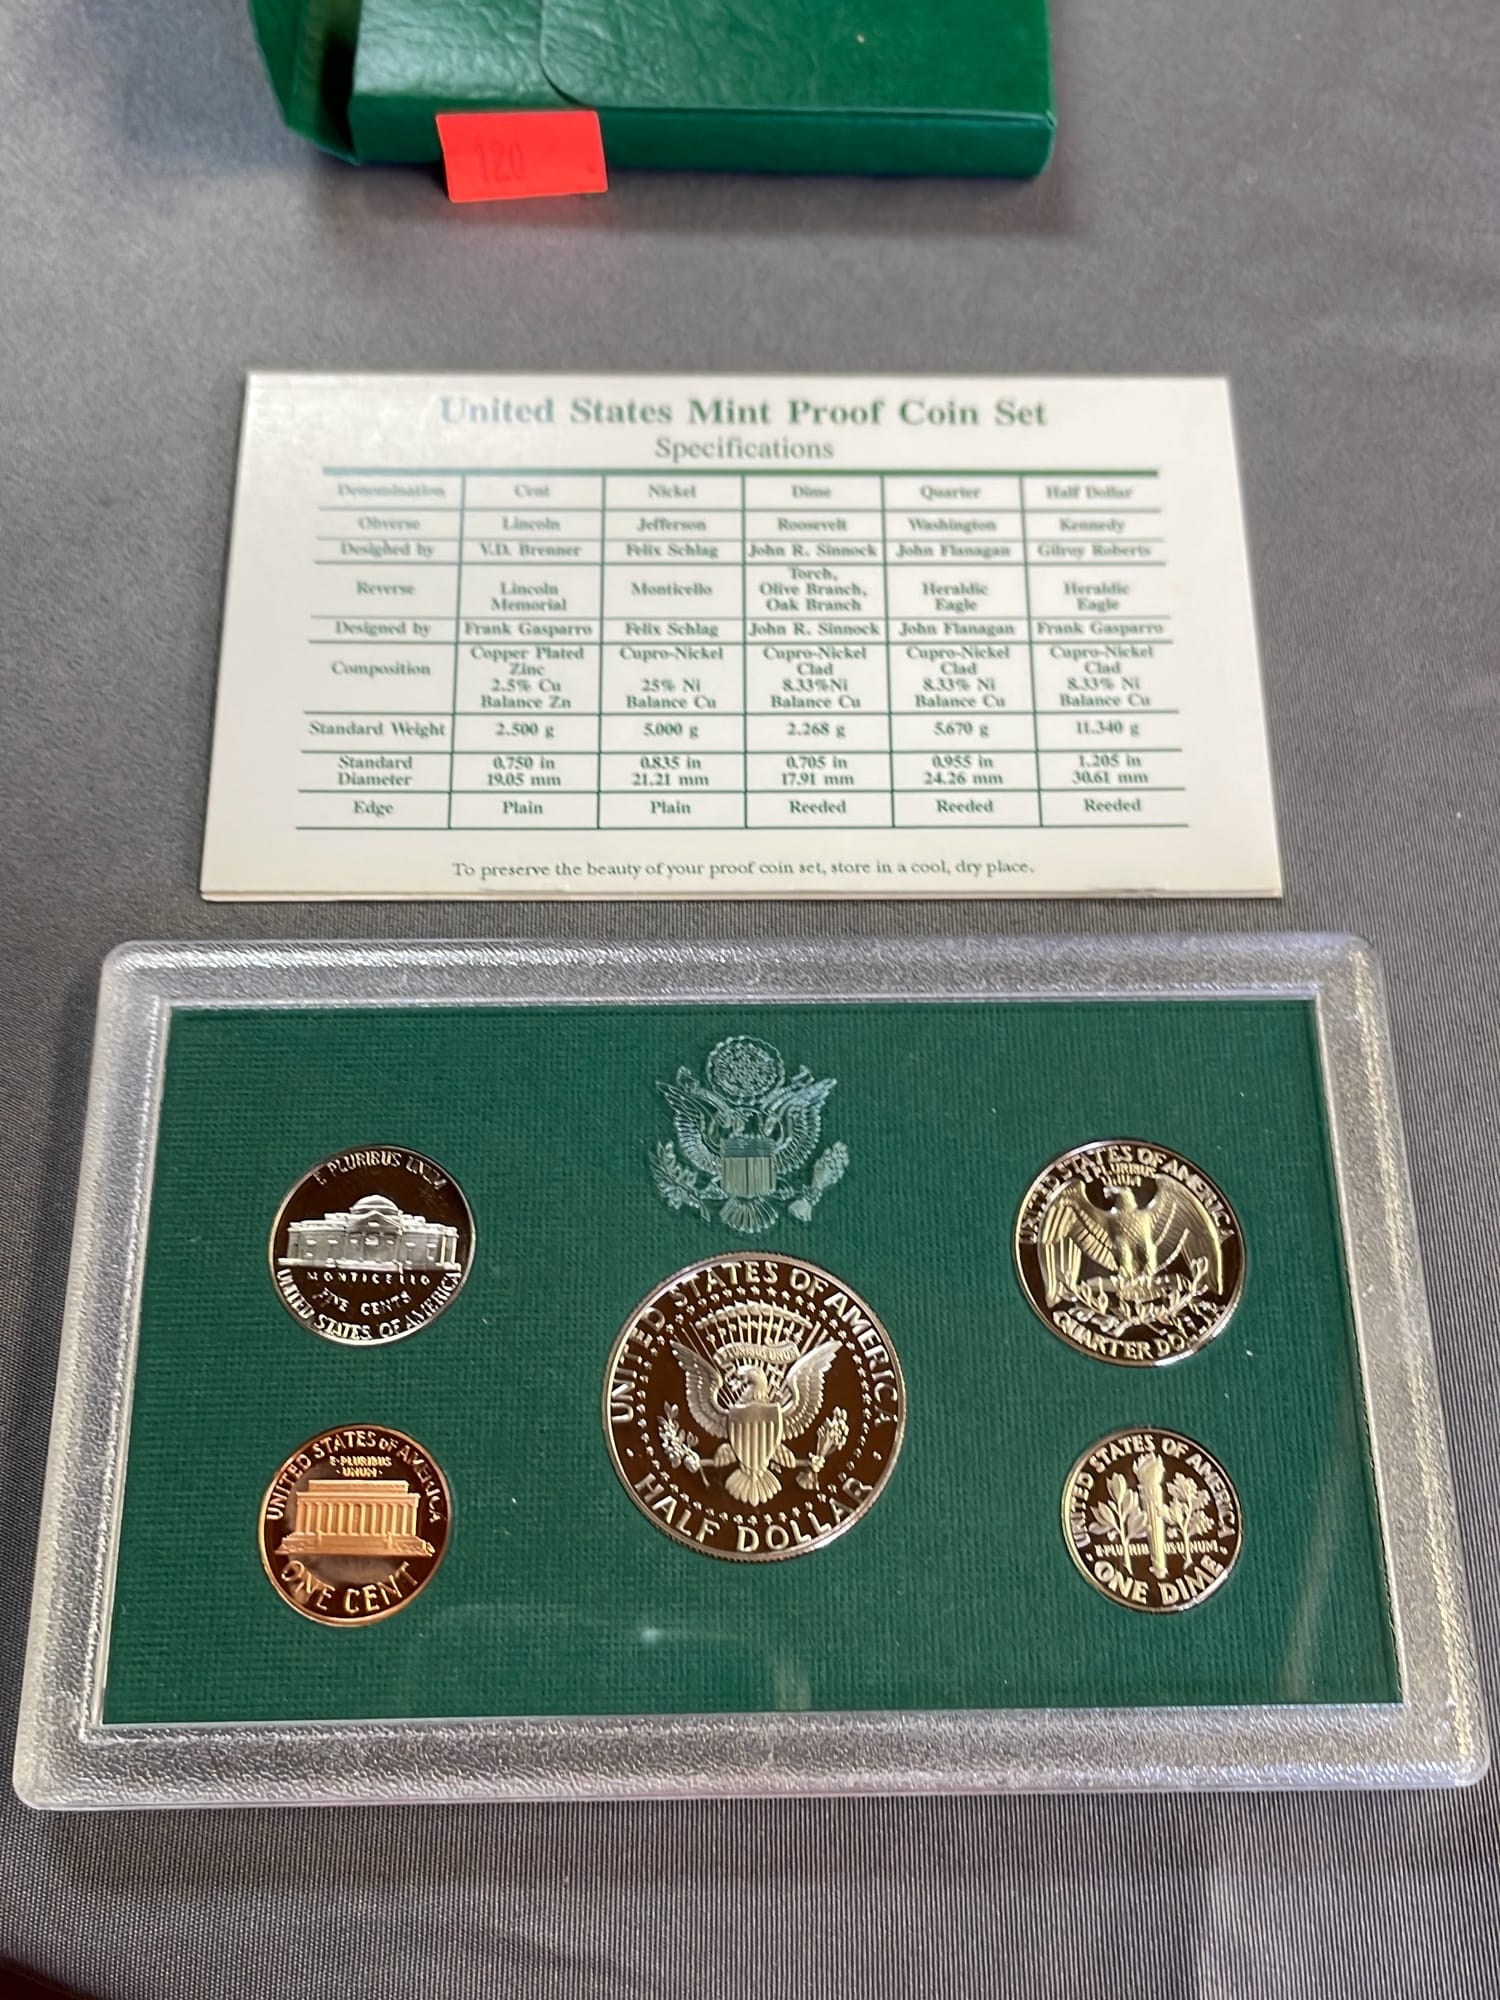 120
United States Mint Proof Coin Set
Specifications
Denomination Cent Nickel Dime Quarter Half Dollar
Obverse Lincoln Jefferson Roosevelt Washington Kennedy
Designed by V.D. Brenner Felix Schlag John R. Sinnock John Flanagan Gilroy Roberts
Reverse Lincoln Memorial Monticello Torch, Olive Branch, Oak Branch Heraldic Eagle Heraldic Eagle
Designed by Frank Gasparro Felix Schlag John R. Sinnock John Flanagan Frank Gasparro
Composition Copper Plated Zinc 2.5% Cu Balance Zn Cupro-Nickel 25% Ni Balance Cu Cupro-Nickel Clad 8.33%Ni Balance Cu Cupro-Nickel Clad 8.33% Ni Balance Cu Cupro-Nickel Clad 8.33% Ni Balance Cu
Standard Weight 2.500 g 5.000 g 2.268 g 5.670 g 11.340 g
Standard Diameter 0.750 in 19.05 mm 0.835 in 21.21 mm 0.705 in 17.91 mm 0.955 in 24.26 mm 1.205 in 30.61 mm
Edge Plain Plain Reeded Reeded Reeded
To preserve the beauty of your proof coin set, store in a cool, dry place.
E PLURIBUS UNUM
MONTICELLO
FIVE CENTS
UNITED STATES OF AMERICA
UNITED STATES OF AMERICA
E PLURIBUS
UNUM
QUARTER DOLLAR
UNITED STATES OF AMERICA
E PLURIBUS UNUM
HALF DOLLAR
UNITED STATES OF AMERICA
E·PLURIBUS
·UNUM·
ONE CENT
UNITED STATES OF AMERICA
E·PLURIB US U NUM
·ONE DIME·